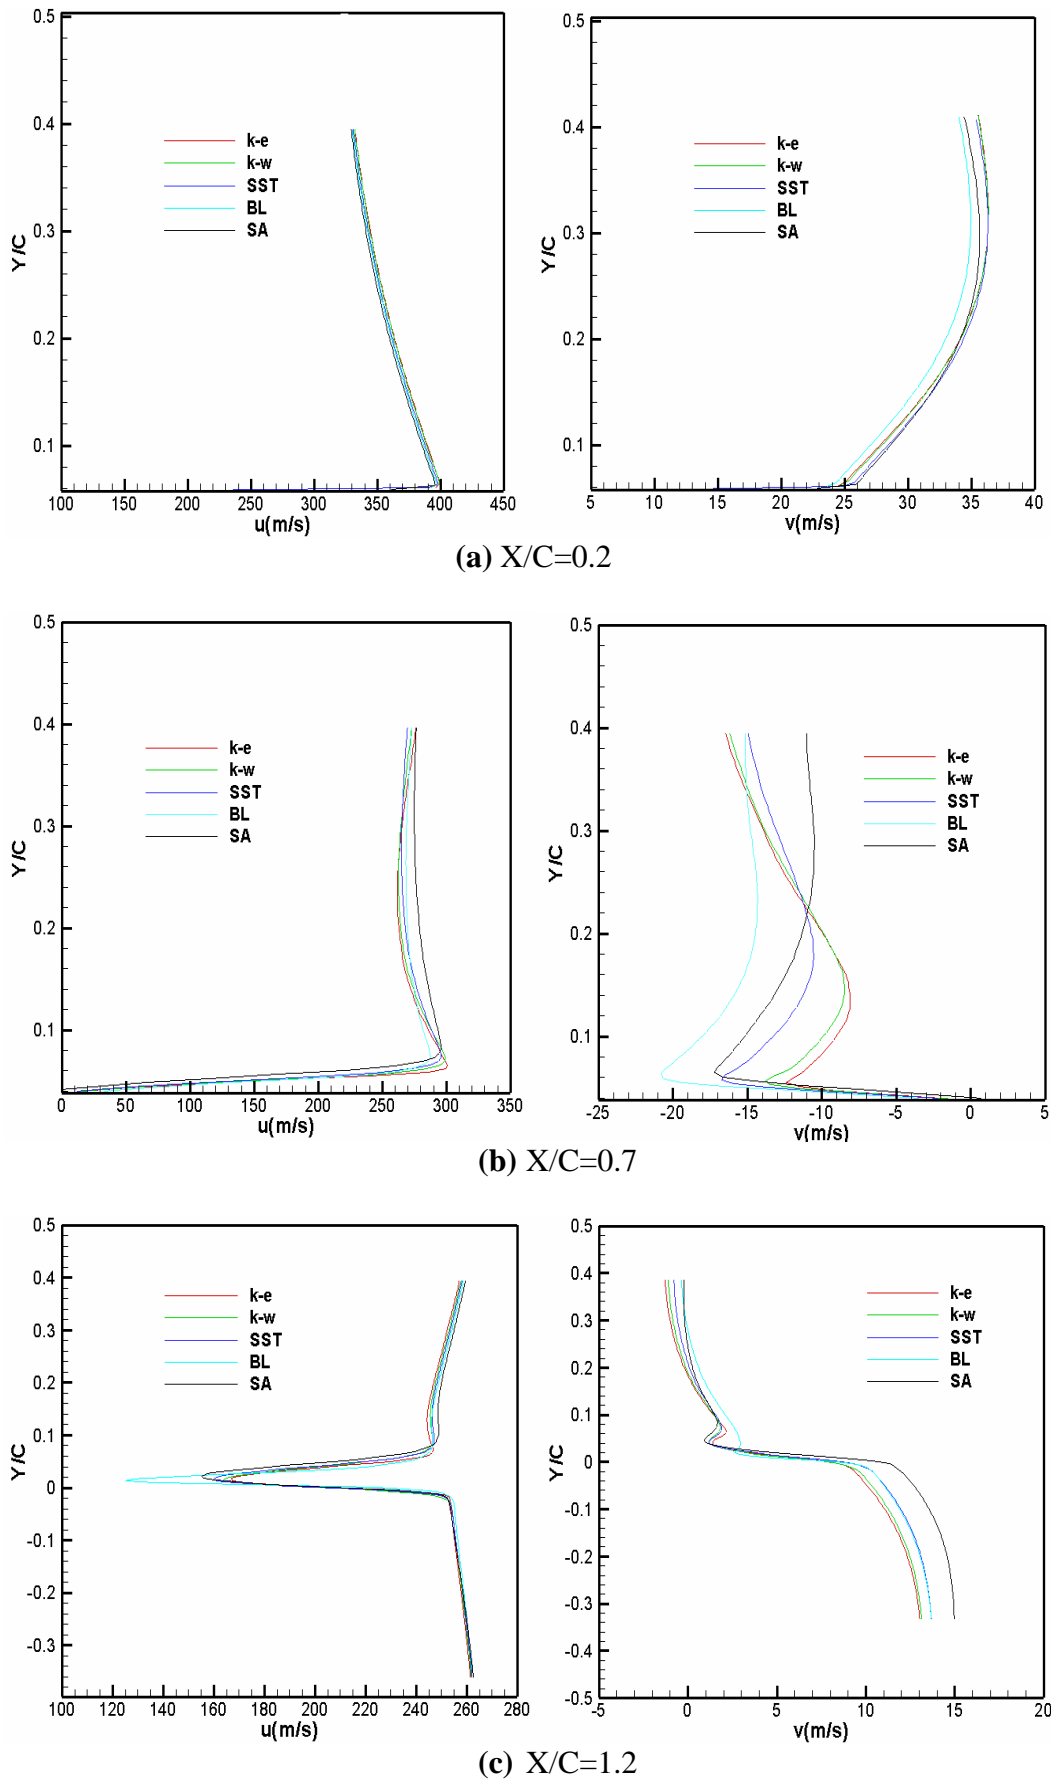 0.5
0.4
0.3
0.2
0.1
Y/C
k-e
k-w
SST
BL
SA
100 150 200 250 300 350 400 450
u(m/s)
0.5
0.4
0.3
0.2
0.1
Y/C
k-e
k-w
SST
BL
SA
5 10 15 20 25 30 35 40
v(m/s)
(a) X/C=0.2
0.5
0.4
0.3
0.2
0.1
Y/C
k-e
k-w
SST
BL
SA
0 50 100 150 200 250 300 350
u(m/s)
0.5
0.4
0.3
0.2
0.1
Y/C
k-e
k-w
SST
BL
SA
-25 -20 -15 -10 -5 0 5
v(m/s)
(b) X/C=0.7
0.5
0.4
0.3
0.2
0.1
0
-0.1
-0.2
-0.3
Y/C
k-e
k-w
SST
BL
SA
100 120 140 160 180 200 220 240 260 280
u(m/s)
0.5
0.4
0.3
0.2
0.1
0
-0.1
-0.2
-0.3
-0.4
-0.5
Y/C
k-e
k-w
SST
BL
SA
-5 0 5 10 15 20
v(m/s)
(c) X/C=1.2